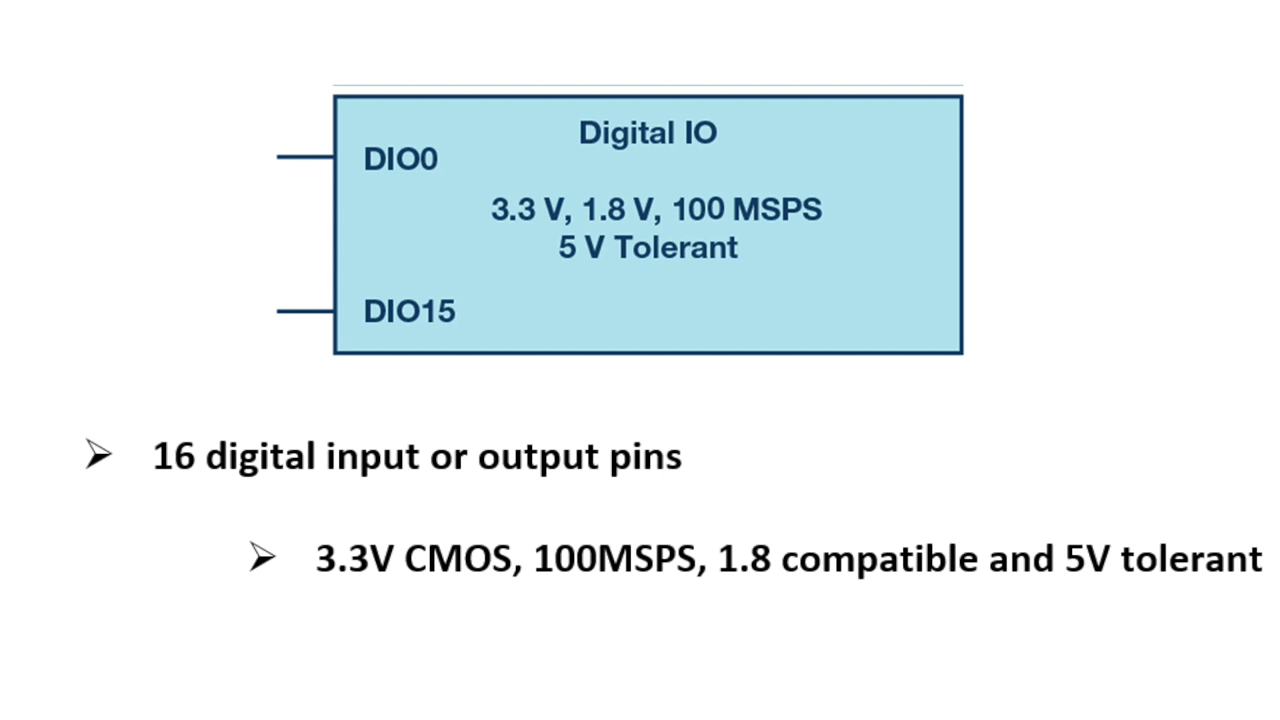 Digital IO
DIO0
3.3 V, 1.8 V, 100 MSPS
5 V Tolerant
DIO15
16 digital input or output pins
3.3V CMOS, 100MSPS, 1.8 compatible and 5V tolerant